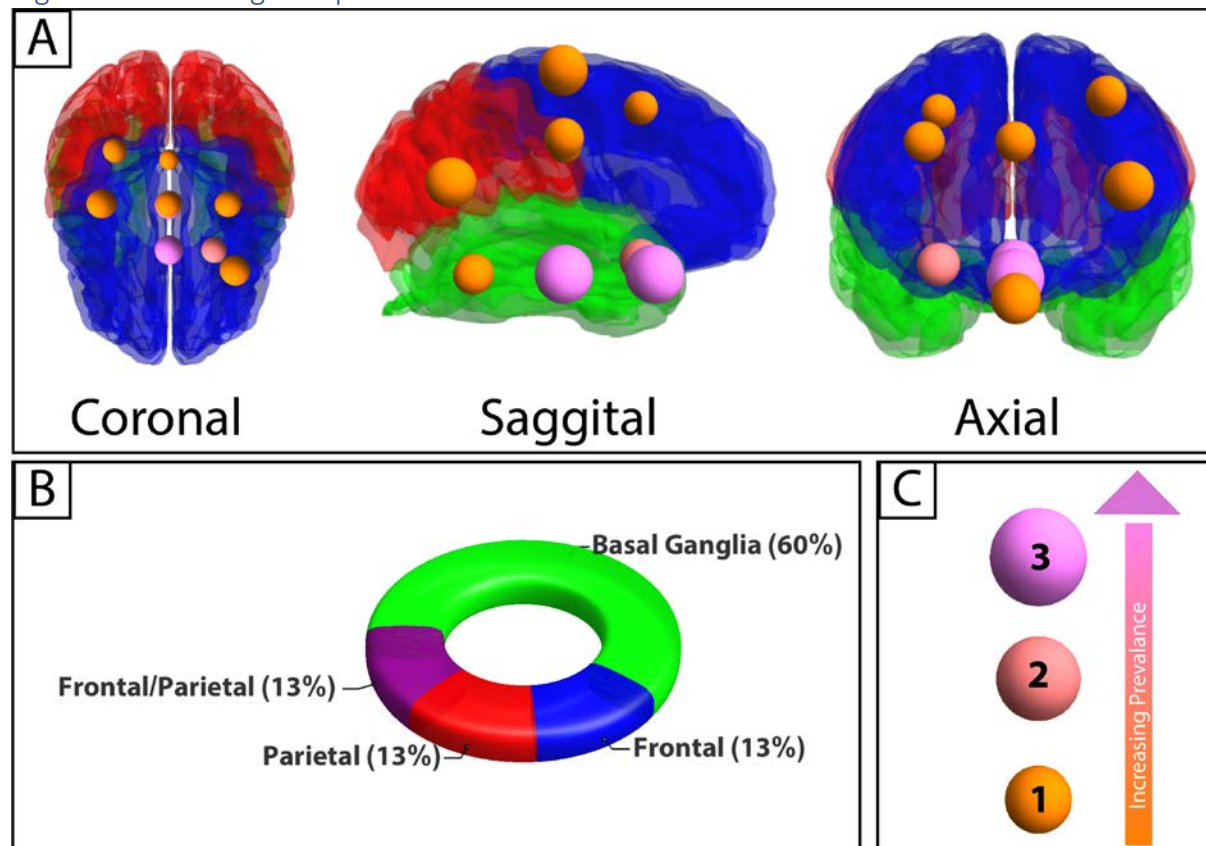 A
Coronal
Saggital
Axial
B
Basal Ganglia (60%)
Frontal/Parietal (13%)
Parietal (13%)
Frontal (13%)
C
3
2
1
Increasing Prevalance